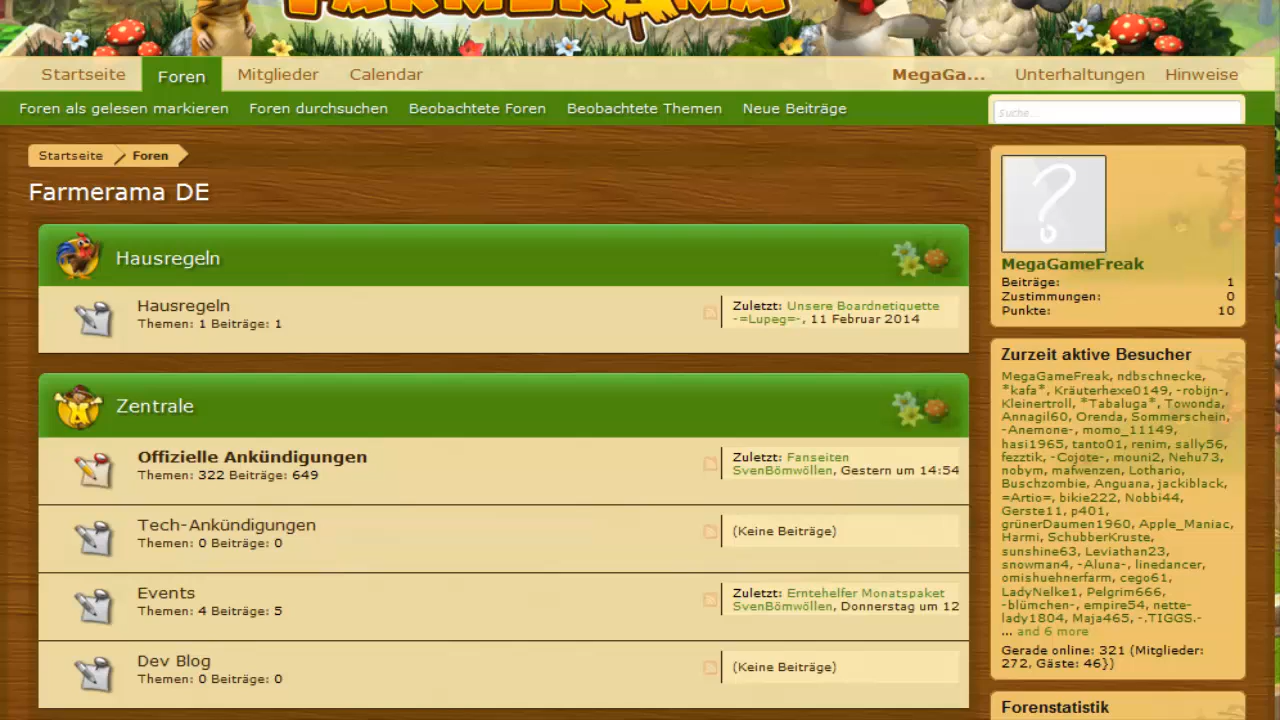 FARMERAMA
Startseite Foren Mitglieder Calendar MegaGa... Unterhaltungen Hinweise
Foren als gelesen markieren Foren durchsuchen Beobachtete Foren Beobachtete Themen Neue Beiträge Suche...
Startseite Foren
Farmerama DE
Hausregeln
Hausregeln
Themen: 1 Beiträge: 1
Zuletzt: Unsere Boardnetiquette
-=Lupeg=-, 11 Februar 2014
Zentrale
Offizielle Ankündigungen
Themen: 322 Beiträge: 649
Zuletzt: Fanseiten
SvenBömwöllen, Gestern um 14:54
Tech-Ankündigungen
Themen: 0 Beiträge: 0
(Keine Beiträge)
Events
Themen: 4 Beiträge: 5
Zuletzt: Erntehelfer Monatspaket
SvenBömwöllen, Donnerstag um 12
Dev Blog
Themen: 0 Beiträge: 0
(Keine Beiträge)
MegaGameFreak
Beiträge: 1
Zustimmungen: 0
Punkte: 10
Zurzeit aktive Besucher
MegaGameFreak, ndbschnecke,
*kafa*, Kräuterhexe0149, -robijn-,
Kleinertroll, *Tabaluga*, Towonda,
Annagil60, Orenda, Sommerschein,
-Anemone-, momo_11149,
hasi1965, tanto01, renim, sally56,
fezztik, -Cojote-, mouni2, Nehu73,
nobym, mafwenzen, Lothario,
Buschzombie, Anguana, jackiblack,
=Artio=, bikie222, Nobbi44,
Gerste11, p401,
grünerDaumen1960, Apple_Maniac,
Harmi, SchubberKruste,
sunshine63, Leviathan23,
snowman4, -Aluna-, linedancer,
omishuehnerfarm, cego61,
LadyNelke1, Pelgrim666,
-blümchen-, empire54, nette-
lady1804, Maja465, -.TIGGS.-
... and 6 more
Gerade online: 321 (Mitglieder:
272, Gäste: 46})
Forenstatistik